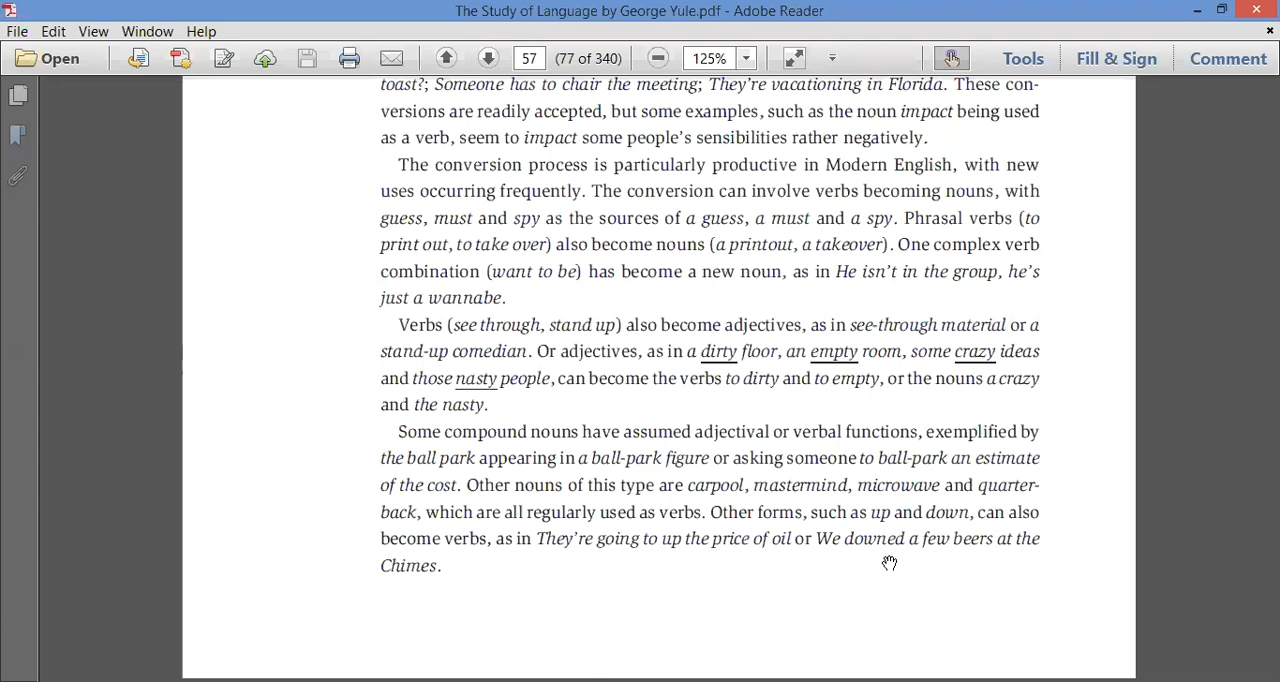 The Study of Language by George Yule.pdf - Adobe Reader
File Edit View Window Help
Open 57 (77 of 340) 125% Tools Fill & Sign Comment
toast?; Someone has to chair the meeting; They're vacationing in Florida. These con-
versions are readily accepted, but some examples, such as the noun impact being used
as a verb, seem to impact some people's sensibilities rather negatively.
The conversion process is particularly productive in Modern English, with new
uses occurring frequently. The conversion can involve verbs becoming nouns, with
guess, must and spy as the sources of a guess, a must and a spy. Phrasal verbs (to
print out, to take over) also become nouns (a printout, a takeover). One complex verb
combination (want to be) has become a new noun, as in He isn't in the group, he's
just a wannabe.
Verbs (see through, stand up) also become adjectives, as in see-through material or a
stand-up comedian. Or adjectives, as in a dirty floor, an empty room, some crazy ideas
and those nasty people, can become the verbs to dirty and to empty, or the nouns a crazy
and the nasty.
Some compound nouns have assumed adjectival or verbal functions, exemplified by
the ball park appearing in a ball-park figure or asking someone to ball-park an estimate
of the cost. Other nouns of this type are carpool, mastermind, microwave and quarter-
back, which are all regularly used as verbs. Other forms, such as up and down, can also
become verbs, as in They're going to up the price of oil or We downed a few beers at the
Chimes.